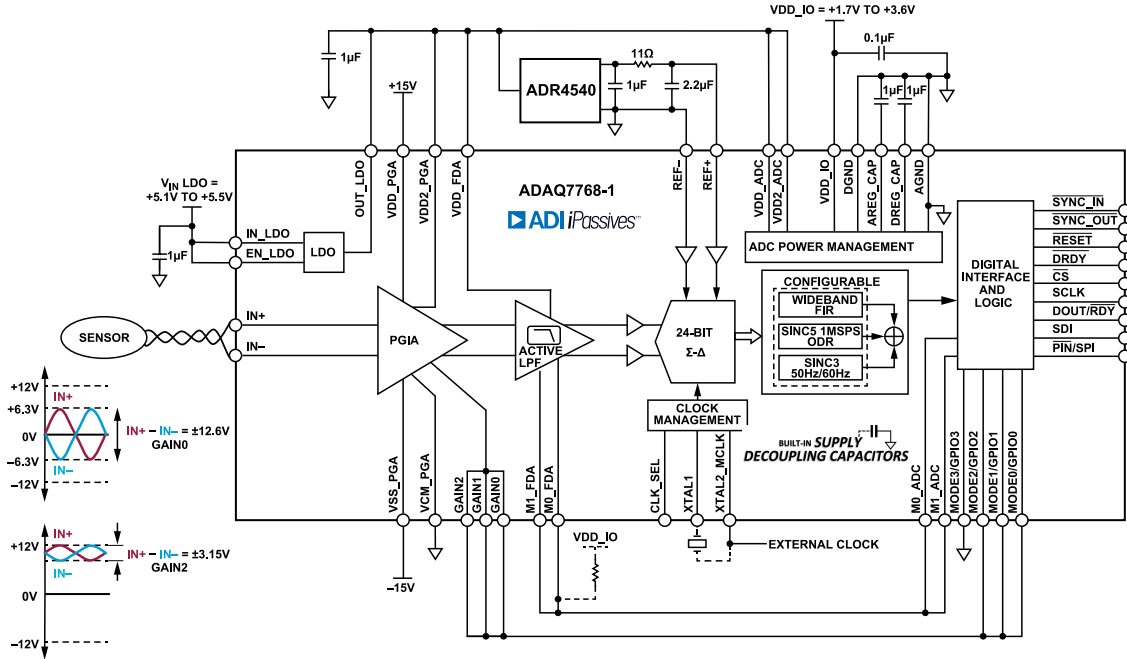 VDD_IO = +1.7V TO +3.6V
0.1µF
1µF
+15V
ADR4540
11Ω
1µF
2.2µF
1µF
1µF
VIN LDO =
+5.1V TO +5.5V
1µF
OUT_LDO
VDD_PGA
VDD2_PGA
VDD_FDA
REF–
REF+
VDD_ADC
VDD2_ADC
VDD_IO
DGND
AREG_CAP
DREG_CAP
AGND
ADAQ7768-1
ADI iPassives™
IN_LDO
EN_LDO
LDO
ADC POWER MANAGEMENT
DIGITAL
INTERFACE
AND
LOGIC
SYNC_IN
SYNC_OUT
RESET
DRDY
CS
SCLK
DOUT/RDY
SDI
PIN/SPI
SENSOR
IN+
IN–
PGIA
ACTIVE
LPF
24-BIT
Σ-Δ
CONFIGURABLE
WIDEBAND
FIR
SINC5 1MSPS
ODR
SINC3
50Hz/60Hz
CLOCK
MANAGEMENT
BUILT-IN SUPPLY
DECOUPLING CAPACITORS
+12V
+6.3V
0V
–6.3V
–12V
IN+
IN–
IN+ – IN– = ±12.6V
GAIN0
VSS_PGA
VCM_PGA
GAIN2
GAIN1
GAIN0
M1_FDA
M0_FDA
CLK_SEL
XTAL1
XTAL2_MCLK
M0_ADC
M1_ADC
MODE3/GPIO3
MODE2/GPIO2
MODE1/GPIO1
MODE0/GPIO0
–15V
VDD_IO
EXTERNAL CLOCK
IN+
+12V
IN–
IN+ – IN– = ±3.15V
GAIN2
0V
–12V